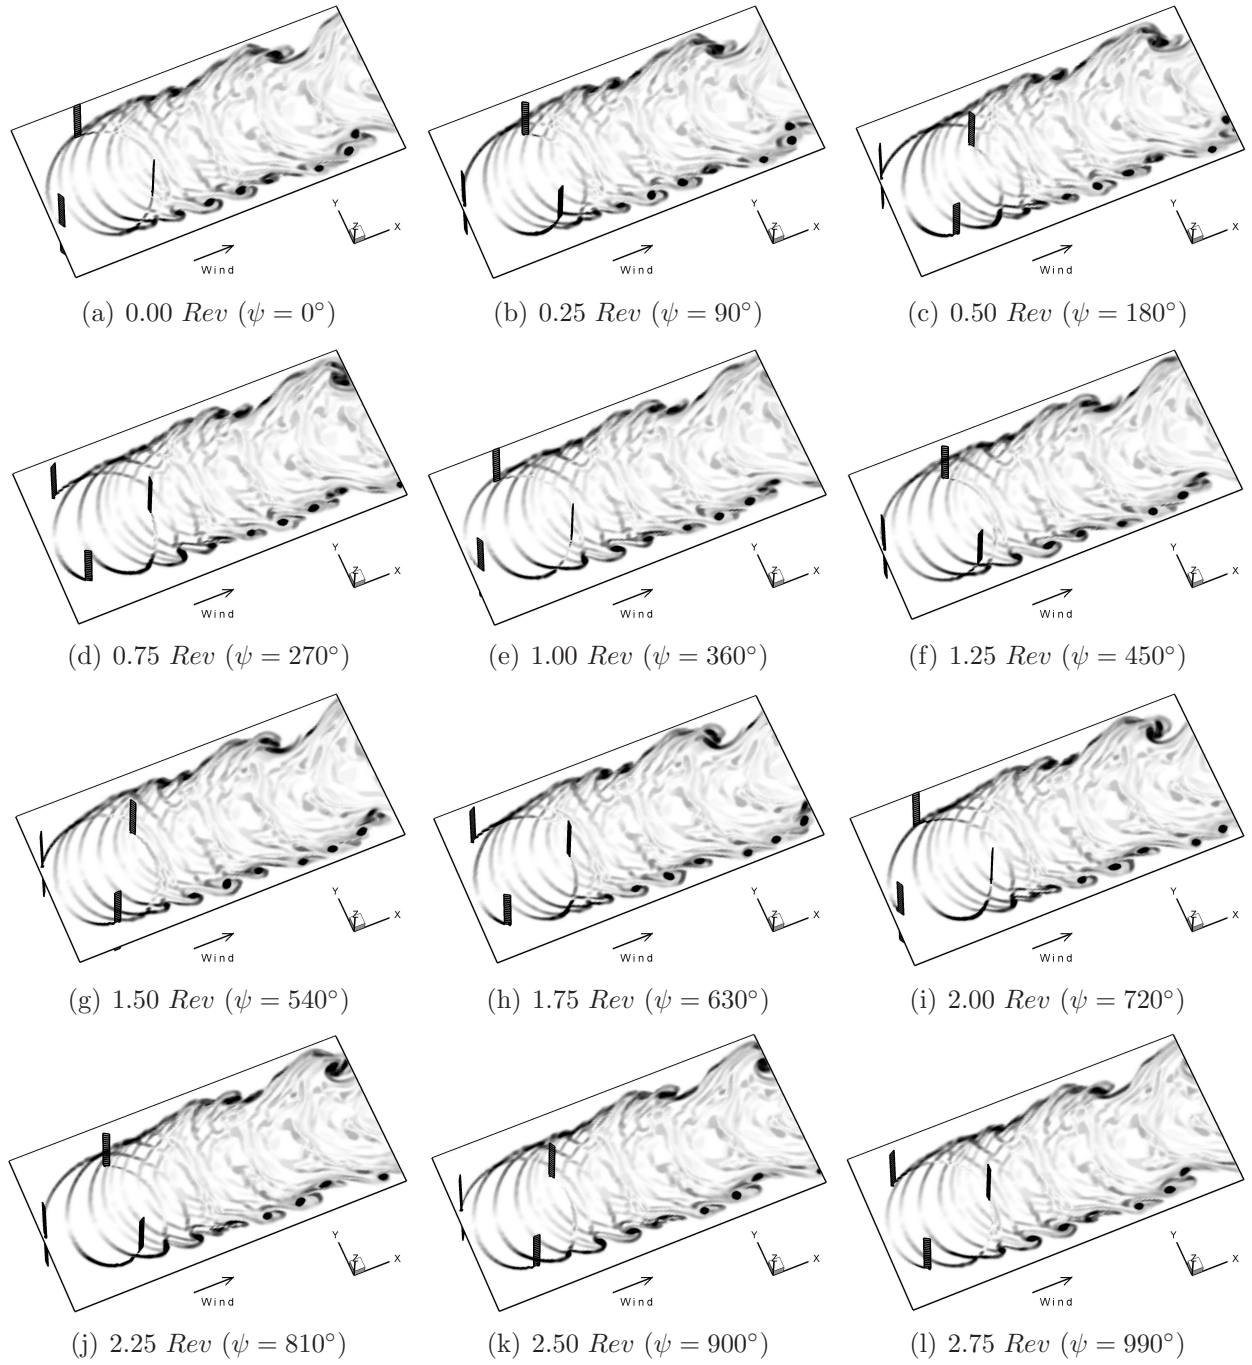 Y
Z
X
Wind
Y
Z
X
Wind
Y
Z
X
Wind
(a) 0.00 Rev (ψ = 0°)
(b) 0.25 Rev (ψ = 90°)
(c) 0.50 Rev (ψ = 180°)
Y
Z
X
Wind
Y
Z
X
Wind
Y
Z
X
Wind
(d) 0.75 Rev (ψ = 270°)
(e) 1.00 Rev (ψ = 360°)
(f) 1.25 Rev (ψ = 450°)
Y
Z
X
Wind
Y
Z
X
Wind
Y
Z
X
Wind
(g) 1.50 Rev (ψ = 540°)
(h) 1.75 Rev (ψ = 630°)
(i) 2.00 Rev (ψ = 720°)
Y
Z
X
Wind
Y
Z
X
Wind
Y
Z
X
Wind
(j) 2.25 Rev (ψ = 810°)
(k) 2.50 Rev (ψ = 900°)
(l) 2.75 Rev (ψ = 990°)